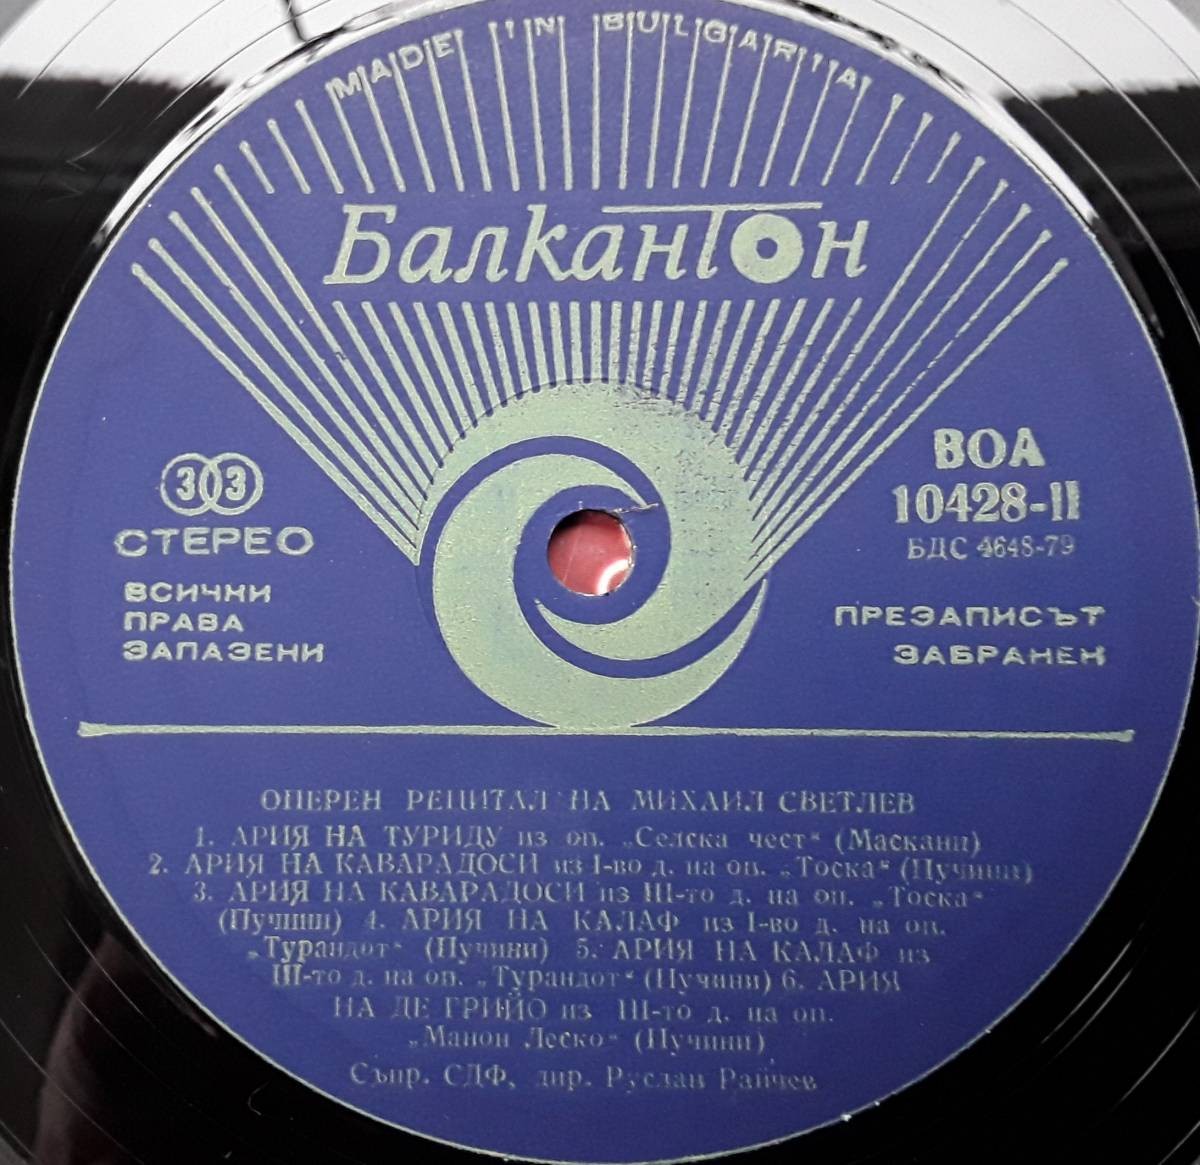 MADE IN BULGARIA
Балкантон
33
СТЕРЕО
ВСИЧКИ
ПРАВА
ЗАПАЗЕНИ
ВОА
10428-II
БДС 4648-79
ПРЕЗАПИСЪТ
ЗАБРАНЕН
ОПЕРЕН РЕЦИТАЛ НА МИХАИЛ СВЕТЛЕВ
1. АРИЯ НА ТУРИДУ из оп. „Селска чест“ (Маскани)
2. АРИЯ НА КАВАРАДОСИ из I-во д. на оп. „Тоска“ (Пучини)
3. АРИЯ НА КАВАРАДОСИ из III-то д. на оп. „Тоска“
(Пучини) 4. АРИЯ НА КАЛАФ из I-во д. на оп.
„Турандот“ (Пучини) 5. АРИЯ НА КАЛАФ из
III-то д. на оп. „Турандот“ (Пучини) 6. АРИЯ
НА ДЕ ГРИЙО из III-то д. на оп.
„Манон Леско“ (Пучини)
Съпр. СДФ, дир. Руслан Райчев